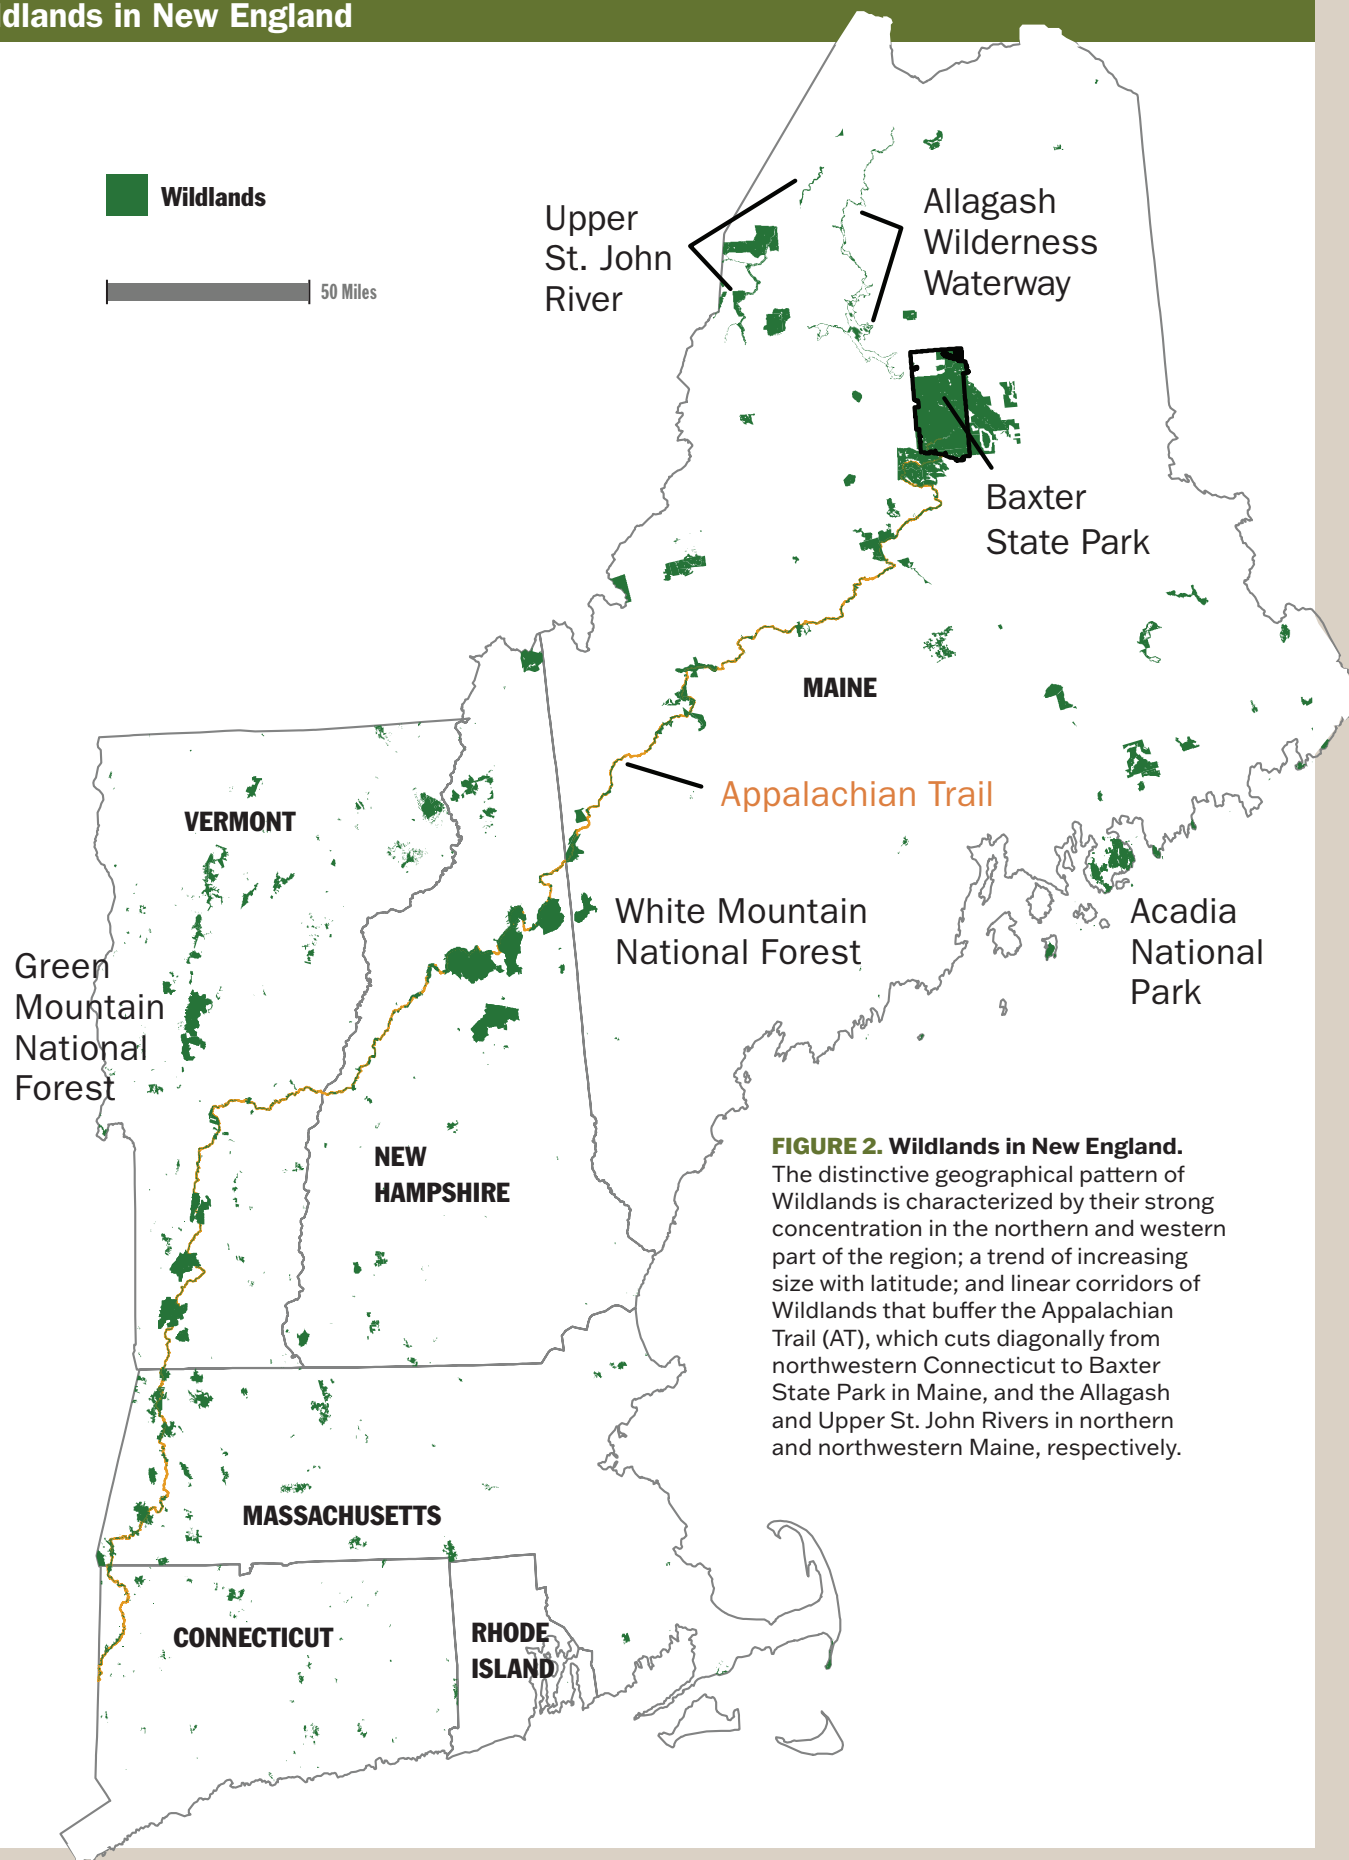 dlands in New England
Wildlands
50 Miles
Upper
St. John
River
Allagash
Wilderness
Waterway
Baxter
State Park
MAINE
Appalachian Trail
VERMONT
White Mountain
National Forest
Acadia
National
Park
Green
Mountain
National
Forest
NEW
HAMPSHIRE
FIGURE 2. Wildlands in New England.
The distinctive geographical pattern of
Wildlands is characterized by their strong
concentration in the northern and western
part of the region; a trend of increasing
size with latitude; and linear corridors of
Wildlands that buffer the Appalachian
Trail (AT), which cuts diagonally from
northwestern Connecticut to Baxter
State Park in Maine, and the Allagash
and Upper St. John Rivers in northern
and northwestern Maine, respectively.
MASSACHUSETTS
CONNECTICUT
RHODE
ISLAND